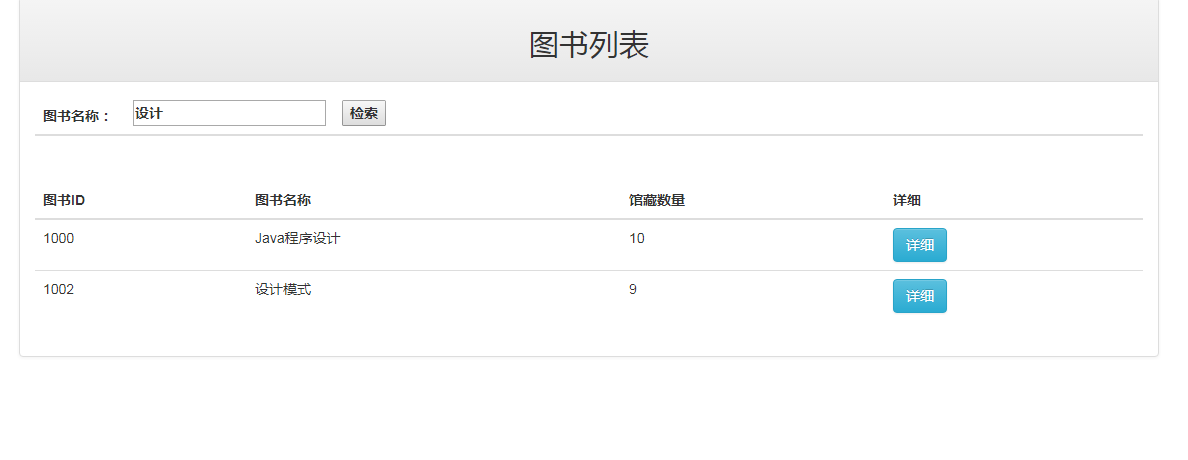 图书列表
图书名称： 设计 检索
图书ID 图书名称 馆藏数量 详细
1000 Java程序设计 10 详细
1002 设计模式 9 详细